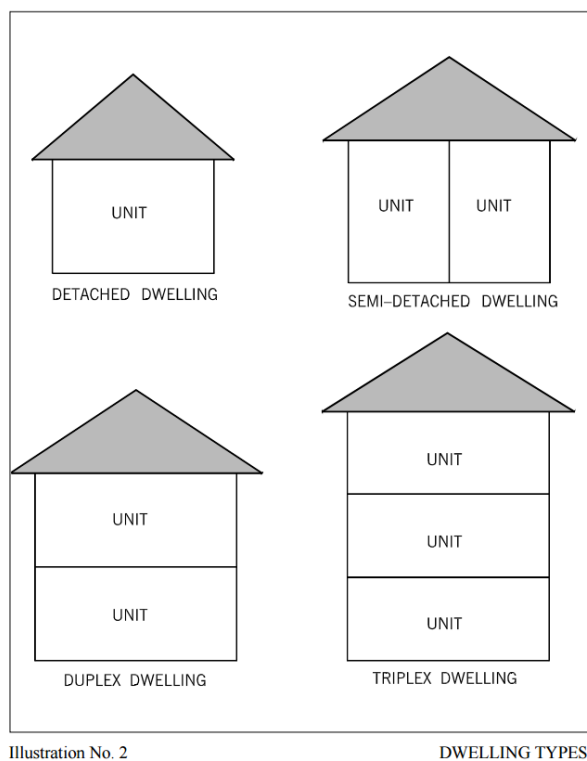 UNIT
DETACHED DWELLING
UNIT UNIT
SEMI–DETACHED DWELLING
UNIT
UNIT
DUPLEX DWELLING
UNIT
UNIT
UNIT
TRIPLEX DWELLING
Illustration No. 2 DWELLING TYPES